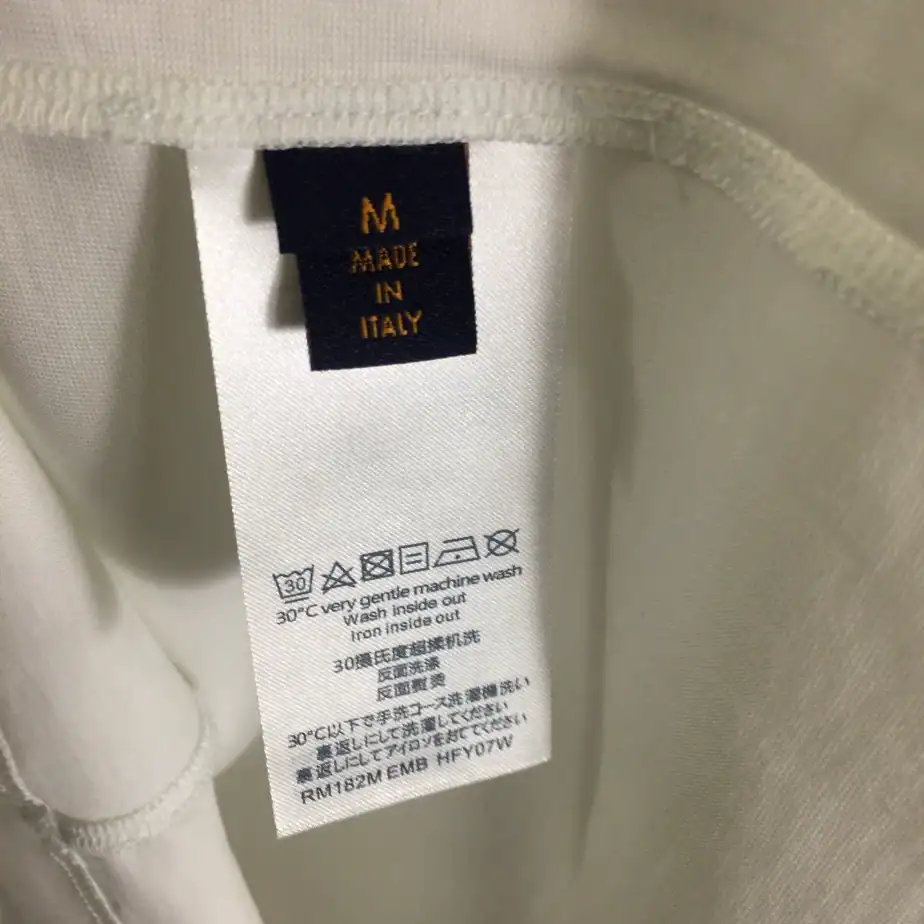 M
MADE
IN
ITALY
30
30°C very gentle machine wash
Wash inside out
Iron inside out
30摄氏度超揉机洗
反面洗涤
反面熨烫
30°C以下で手洗コース洗濯機洗い
裏返しにして洗濯してください
裏返しにしてアイロンをあててください
RM182M EMB HFY07W